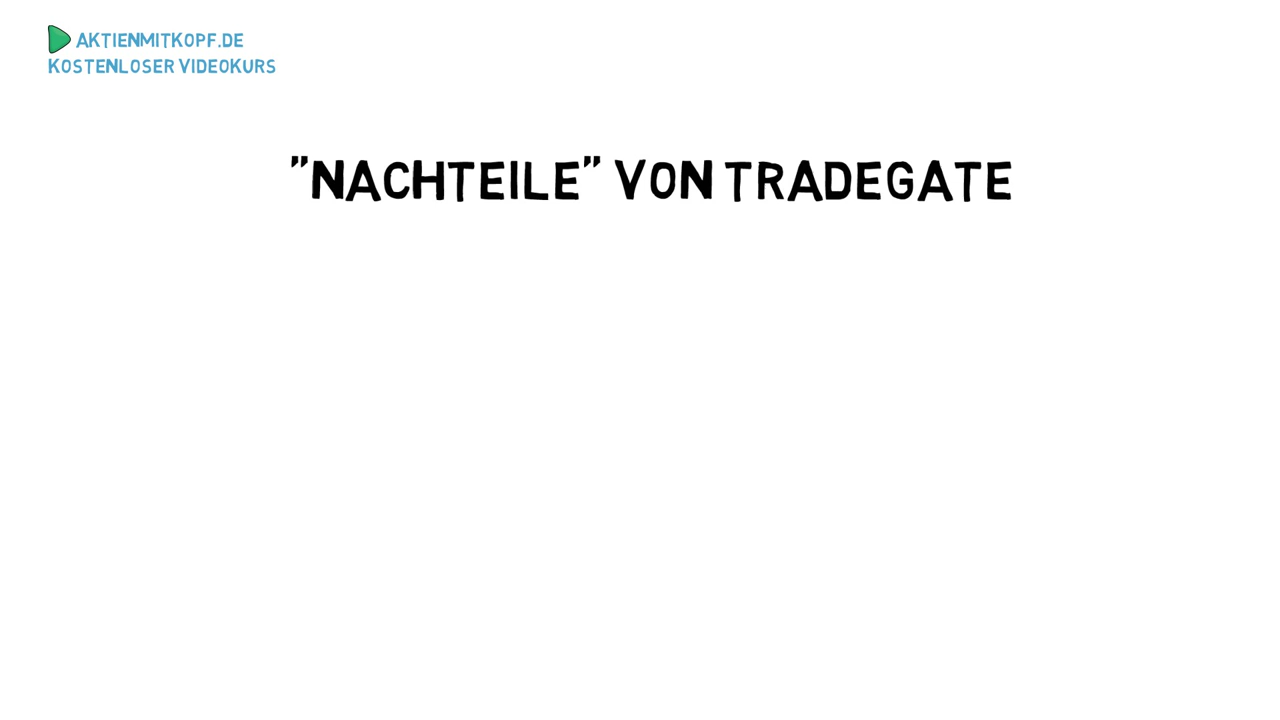 AKTIENMITKOPF.DE
KOSTENLOSER VIDEOKURS
"NACHTEILE" VON TRADEGATE